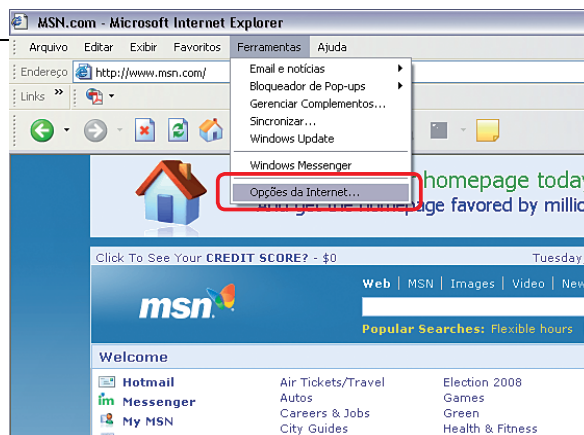 MSN.com - Microsoft Internet Explorer
Arquivo Editar Exibir Favoritos Ferramentas Ajuda
Endereço http://www.msn.com/
Links
Email e notícias
Bloqueador de Pop-ups
Gerenciar Complementos...
Sincronizar...
Windows Update
Windows Messenger
Opções da Internet...
homepage toda
And get the homepage favored by millio
Click To See Your CREDIT SCORE? - $0 Tuesday
Web | MSN | Images | Video | New
msn
Popular Searches: Flexible hours
Welcome
Hotmail Air Tickets/Travel Election 2008
Messenger Autos Games
My MSN Careers & Jobs Green
City Guides Health & Fitness